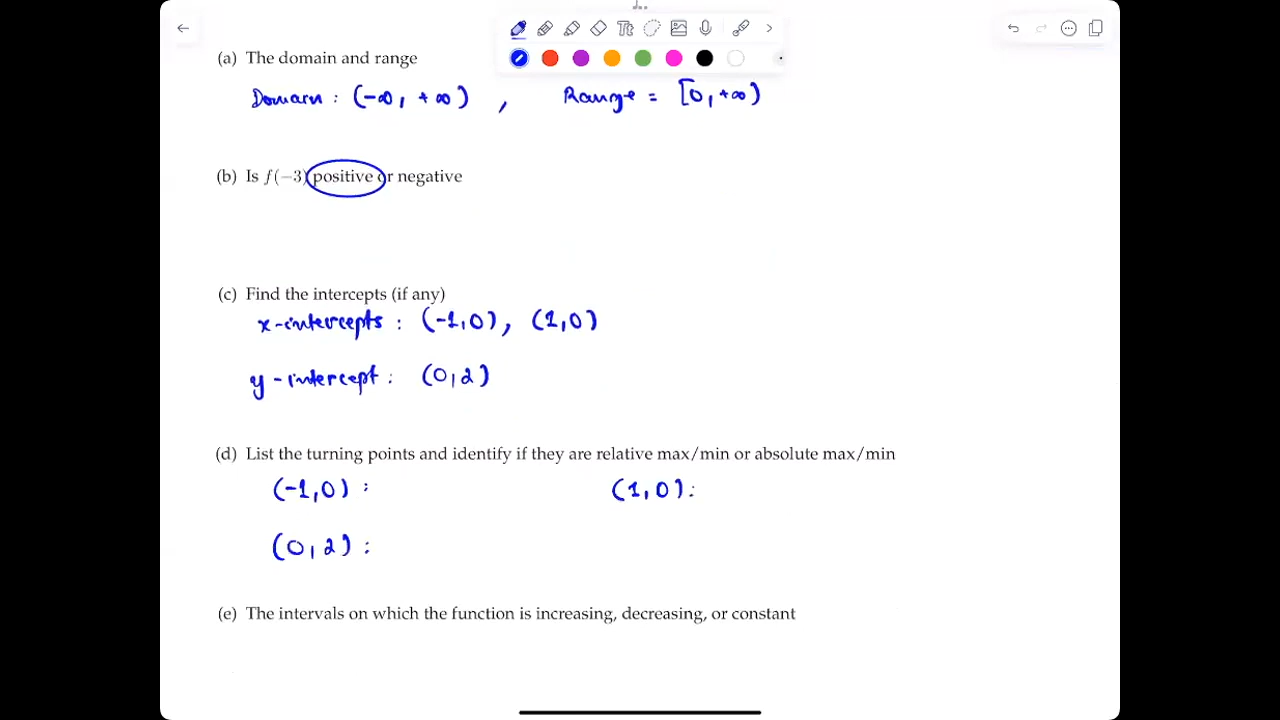 (a) The domain and range
Domain : (-∞, +∞) , Range = [0, +∞)
(b) Is f(−3) positive or negative
(c) Find the intercepts (if any)
x-intercepts : (-1,0), (1,0)
y-intercept : (0,2)
(d) List the turning points and identify if they are relative max/min or absolute max/min
(-1,0) : (1,0) :
(0,2) :
(e) The intervals on which the function is increasing, decreasing, or constant